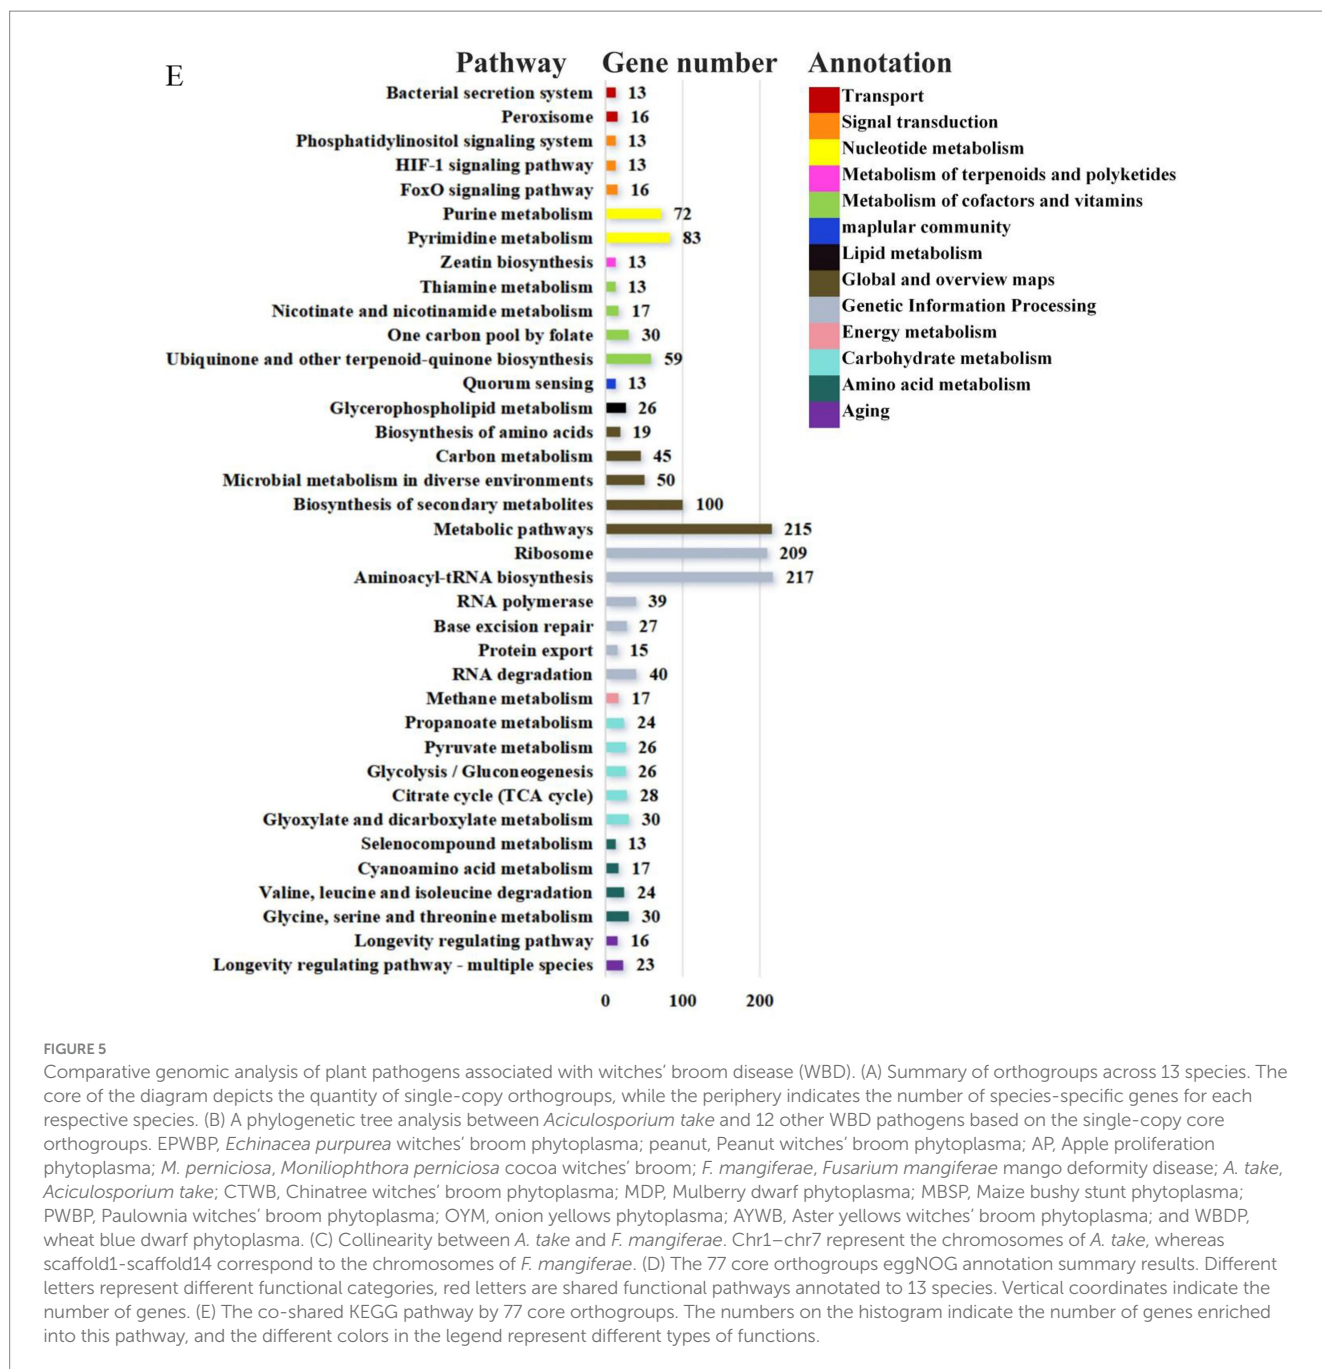 E
Pathway Gene number Annotation
Bacterial secretion system 13
Peroxisome 16
Phosphatidylinositol signaling system 13
HIF-1 signaling pathway 13
FoxO signaling pathway 16
Purine metabolism 72
Pyrimidine metabolism 83
Zeatin biosynthesis 13
Thiamine metabolism 13
Nicotinate and nicotinamide metabolism 17
One carbon pool by folate 30
Ubiquinone and other terpenoid-quinone biosynthesis 59
Quorum sensing 13
Glycerophospholipid metabolism 26
Biosynthesis of amino acids 19
Carbon metabolism 45
Microbial metabolism in diverse environments 50
Biosynthesis of secondary metabolites 100
Metabolic pathways 215
Ribosome 209
Aminoacyl-tRNA biosynthesis 217
RNA polymerase 39
Base excision repair 27
Protein export 15
RNA degradation 40
Methane metabolism 17
Propanoate metabolism 24
Pyruvate metabolism 26
Glycolysis / Gluconeogenesis 26
Citrate cycle (TCA cycle) 28
Glyoxylate and dicarboxylate metabolism 30
Selenocompound metabolism 13
Cyanoamino acid metabolism 17
Valine, leucine and isoleucine degradation 24
Glycine, serine and threonine metabolism 30
Longevity regulating pathway 16
Longevity regulating pathway - multiple species 23
0 100 200
Transport
Signal transduction
Nucleotide metabolism
Metabolism of terpenoids and polyketides
Metabolism of cofactors and vitamins
maplular community
Lipid metabolism
Global and overview maps
Genetic Information Processing
Energy metabolism
Carbohydrate metabolism
Amino acid metabolism
Aging
FIGURE 5
Comparative genomic analysis of plant pathogens associated with witches' broom disease (WBD). (A) Summary of orthogroups across 13 species. The
core of the diagram depicts the quantity of single-copy orthogroups, while the periphery indicates the number of species-specific genes for each
respective species. (B) A phylogenetic tree analysis between Aciculosporium take and 12 other WBD pathogens based on the single-copy core
orthogroups. EPWBP, Echinacea purpurea witches' broom phytoplasma; peanut, Peanut witches' broom phytoplasma; AP, Apple proliferation
phytoplasma; M. perniciosa, Moniliophthora perniciosa cocoa witches' broom; F. mangiferae, Fusarium mangiferae mango deformity disease; A. take,
Aciculosporium take; CTWB, Chinatree witches' broom phytoplasma; MDP, Mulberry dwarf phytoplasma; MBSP, Maize bushy stunt phytoplasma;
PWBP, Paulownia witches' broom phytoplasma; OYM, onion yellows phytoplasma; AYWB, Aster yellows witches' broom phytoplasma; and WBDP,
wheat blue dwarf phytoplasma. (C) Collinearity between A. take and F. mangiferae. Chr1–chr7 represent the chromosomes of A. take, whereas
scaffold1-scaffold14 correspond to the chromosomes of F. mangiferae. (D) The 77 core orthogroups eggNOG annotation summary results. Different
letters represent different functional categories, red letters are shared functional pathways annotated to 13 species. Vertical coordinates indicate the
number of genes. (E) The co-shared KEGG pathway by 77 core orthogroups. The numbers on the histogram indicate the number of genes enriched
into this pathway, and the different colors in the legend represent different types of functions.